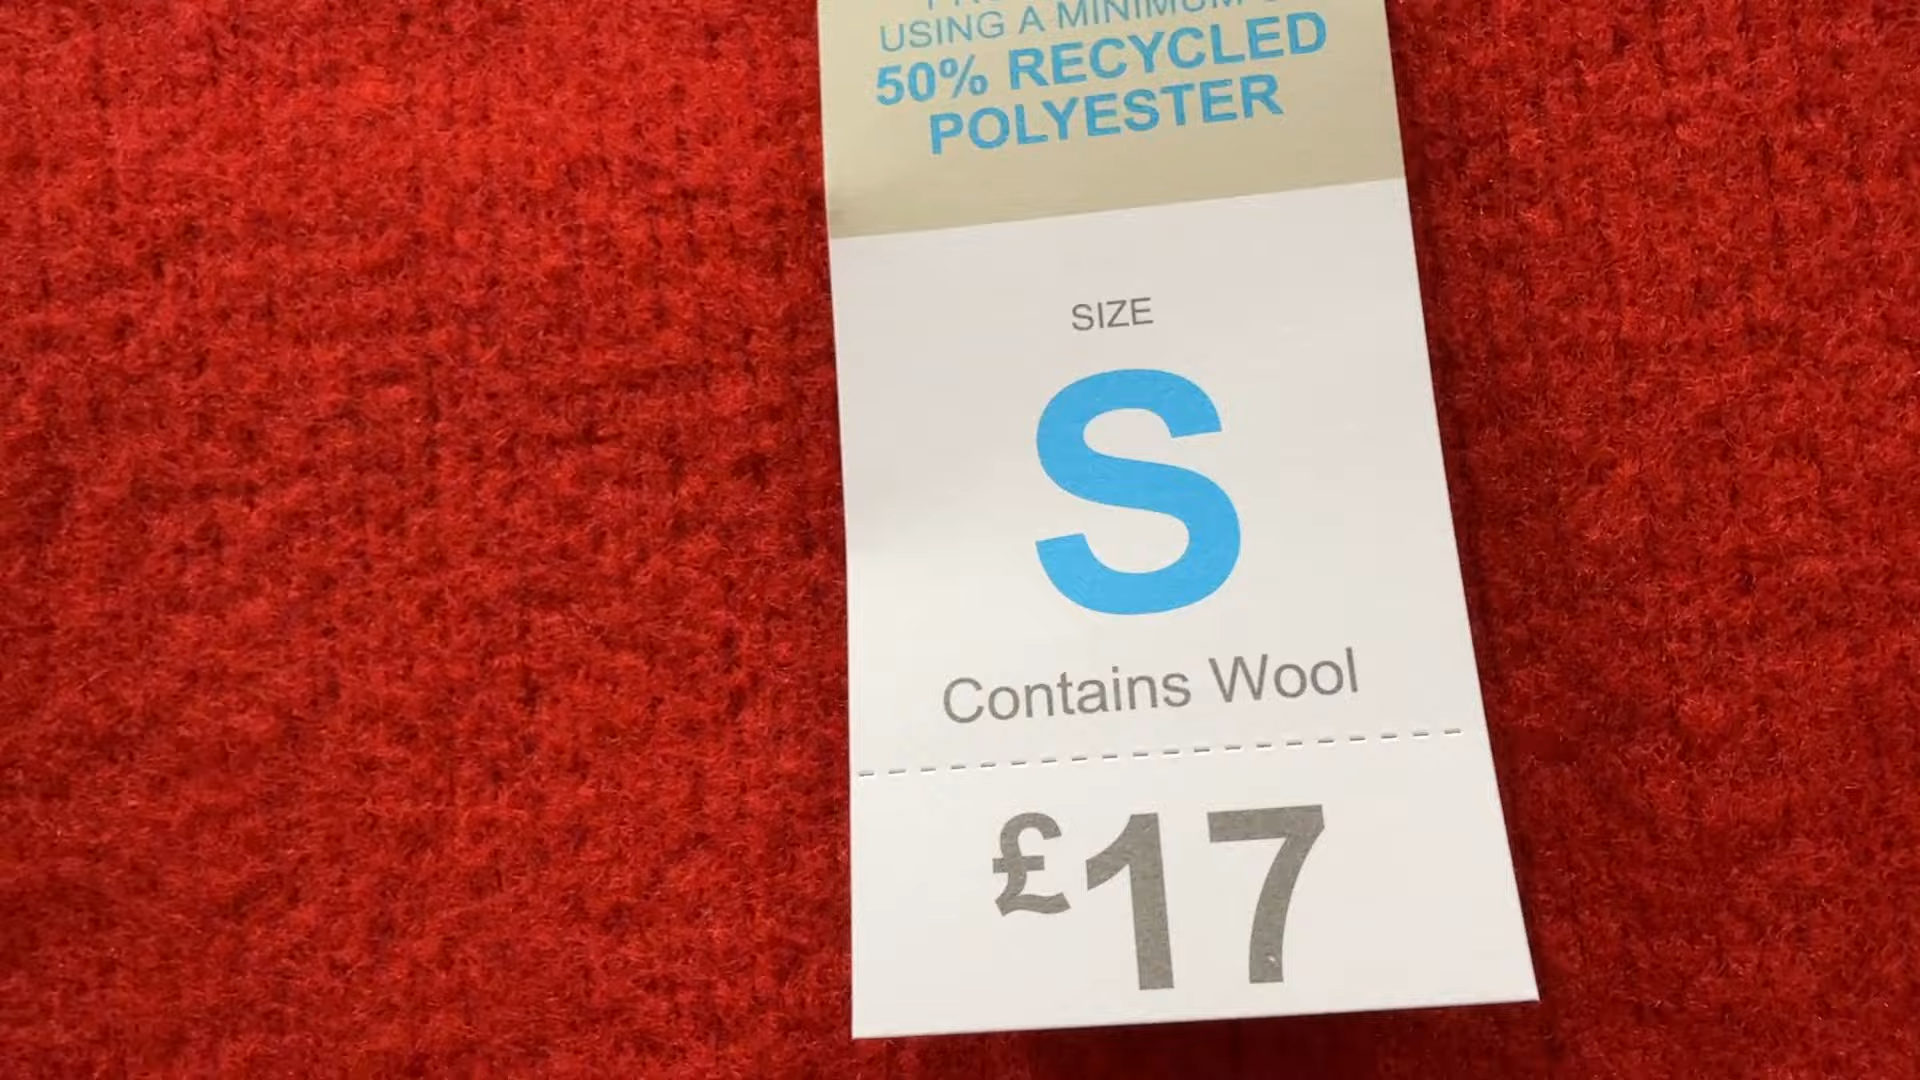 USING A MINIMUM
50% RECYCLED
POLYESTER
SIZE
S
Contains Wool
£17